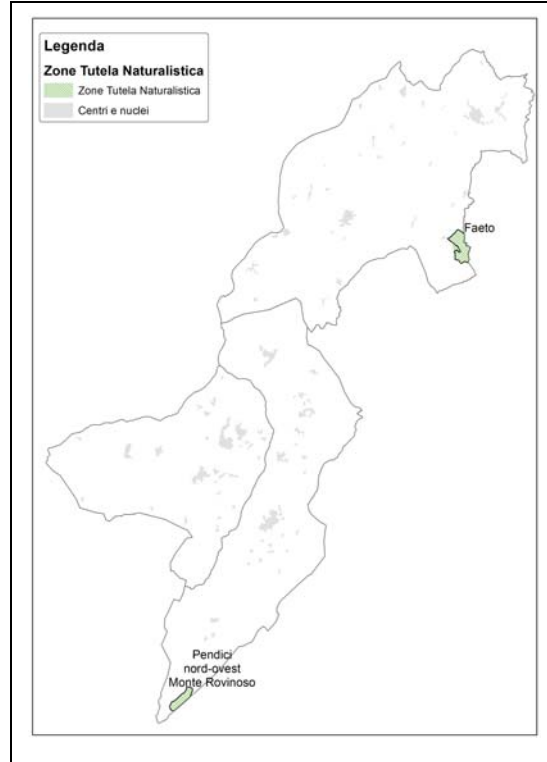 Legenda
Zone Tutela Naturalistica
Zone Tutela Naturalistica
Centri e nuclei
Faeto
Pendici
nord-ovest
Monte Rovinoso